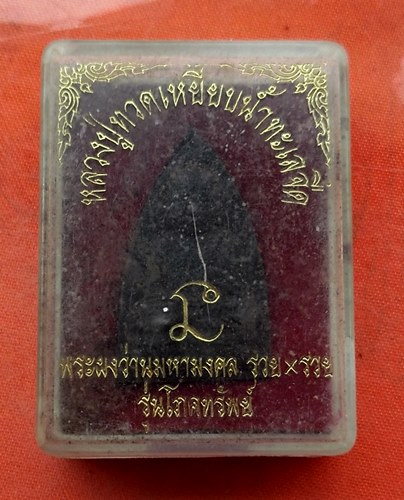 หลวงปู่ทวดเหยียบน้ำทะเลจืด
พระผงว่านมหามงคล รวย×รวย
รุ่นโภคทรัพย์